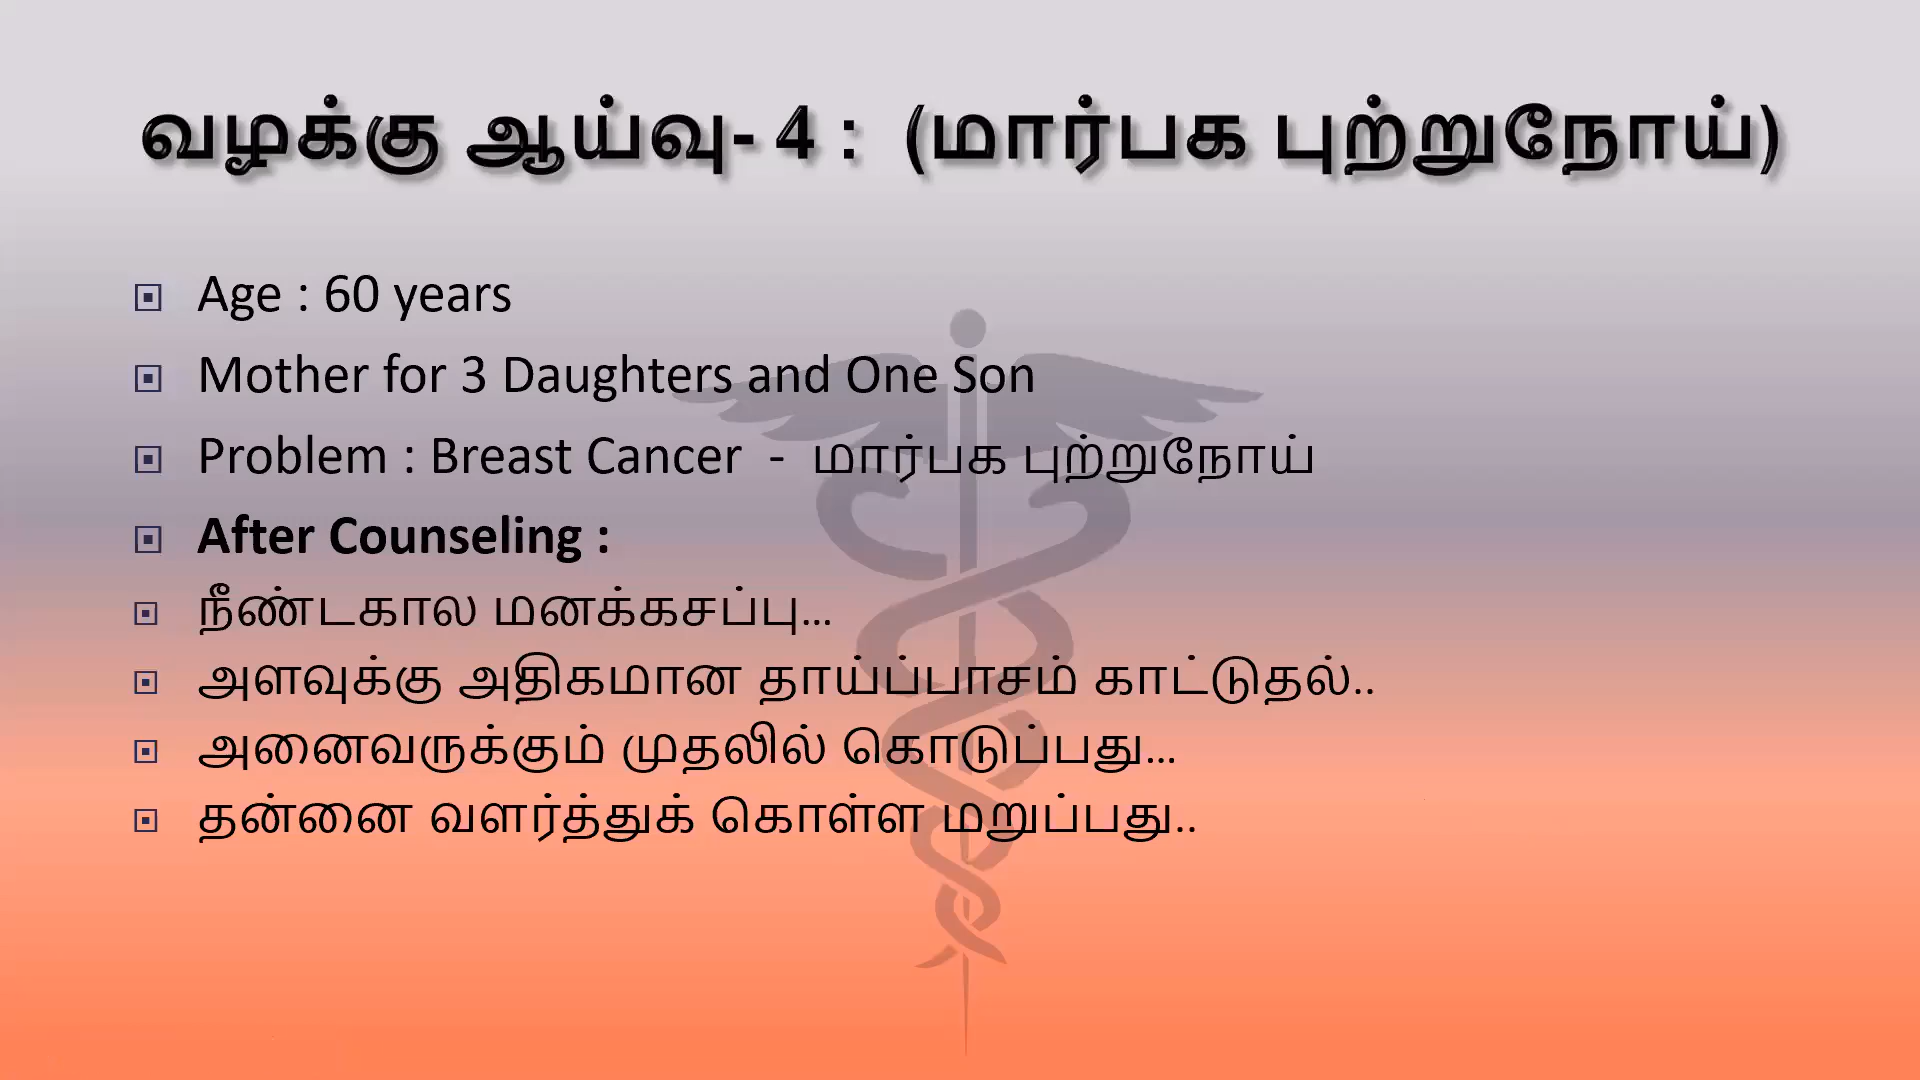 வழக்கு ஆய்வு- 4 : (மார்பக புற்றுநோய்)
Age : 60 years
Mother for 3 Daughters and One Son
Problem : Breast Cancer - மார்பக புற்றுநோய்
After Counseling :
நீண்டகால மனக்கசப்பு...
அளவுக்கு அதிகமான தாய்ப்பாசம் காட்டுதல்..
அனைவருக்கும் முதலில் கொடுப்பது...
தன்னை வளர்த்துக் கொள்ள மறுப்பது..